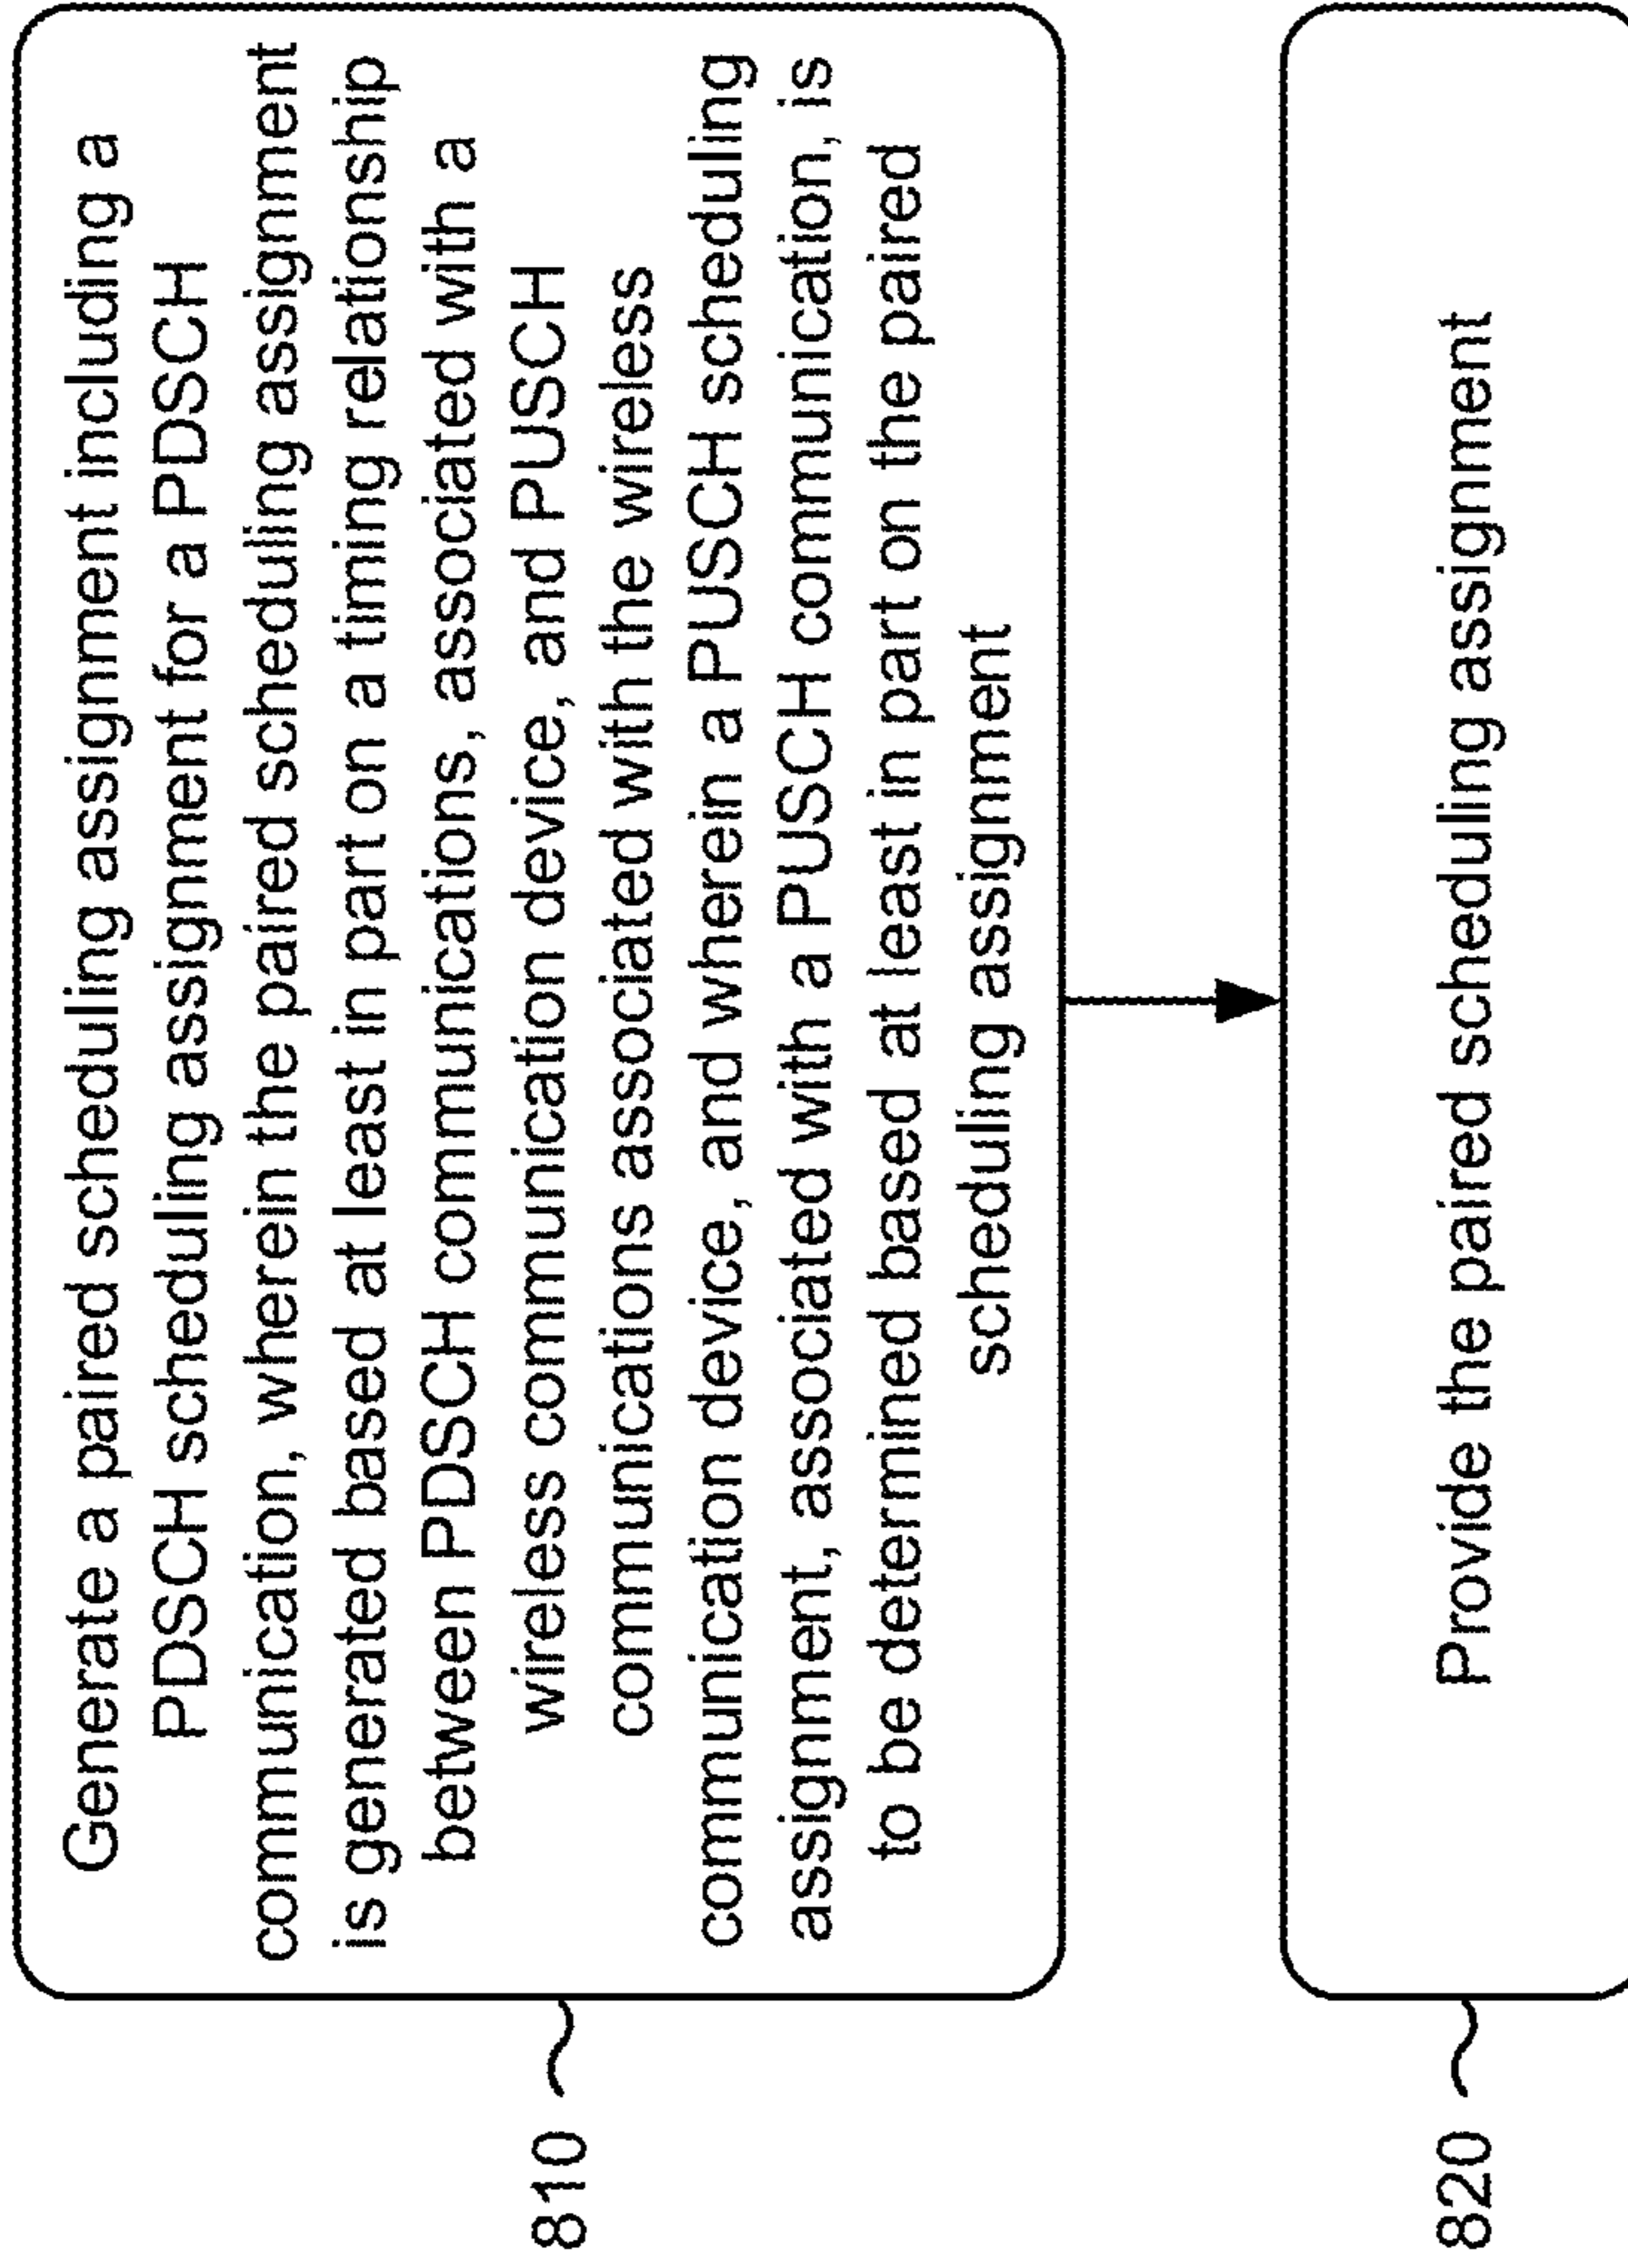 Generate a paired scheduling assignment including a
PDSCH scheduling assignment for a PDSCH
communication, wherein the paired scheduling assignment
is generated based at least in part on a timing relationship
between PDSCH communications, associated with a
wireless communication device, and PUSCH
communications associated with the wireless
communication device, and wherein a PUSCH scheduling
assignment, associated with a PUSCH communication, is
to be determined based at least in part on the paired
scheduling assignment
810
Provide the paired scheduling assignment
820